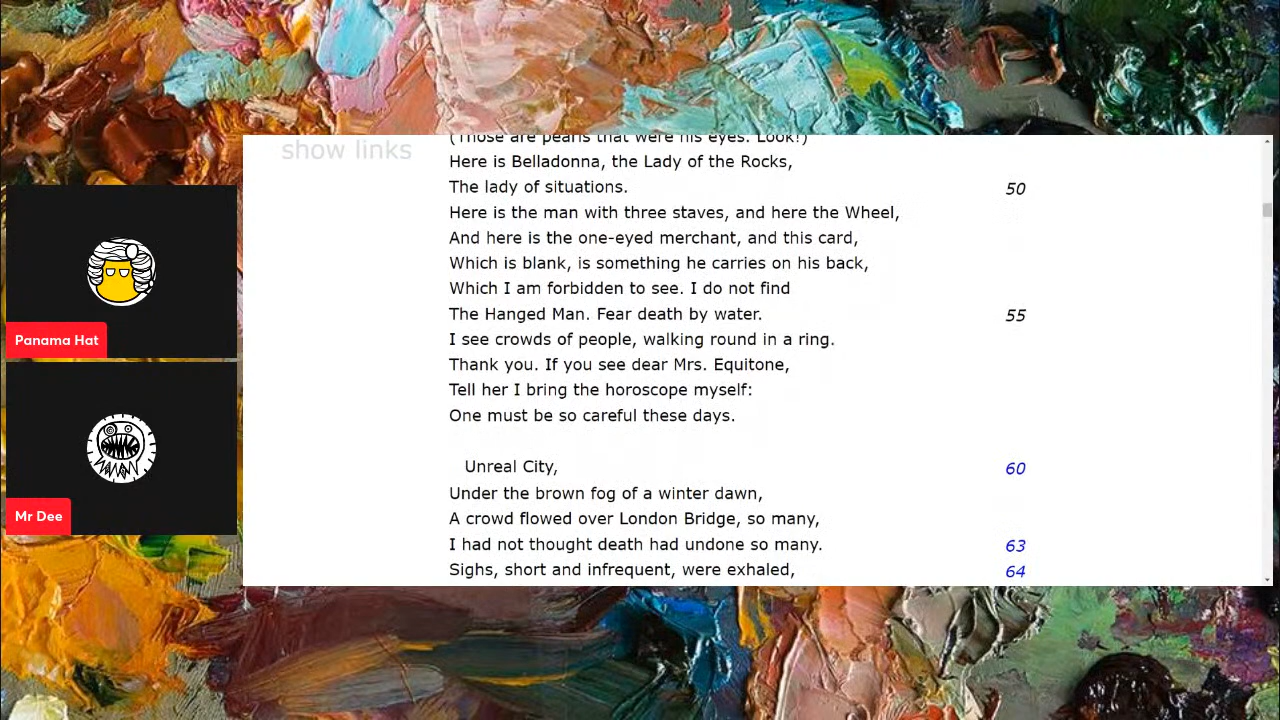 (Those are pearls that were his eyes. Look!)
show links
Here is Belladonna, the Lady of the Rocks,
The lady of situations. 50
Here is the man with three staves, and here the Wheel,
And here is the one-eyed merchant, and this card,
Which is blank, is something he carries on his back,
Which I am forbidden to see. I do not find
The Hanged Man. Fear death by water. 55
I see crowds of people, walking round in a ring.
Thank you. If you see dear Mrs. Equitone,
Tell her I bring the horoscope myself:
One must be so careful these days.
Unreal City, 60
Under the brown fog of a winter dawn,
A crowd flowed over London Bridge, so many,
I had not thought death had undone so many. 63
Sighs, short and infrequent, were exhaled, 64
Panama Hat
Mr Dee